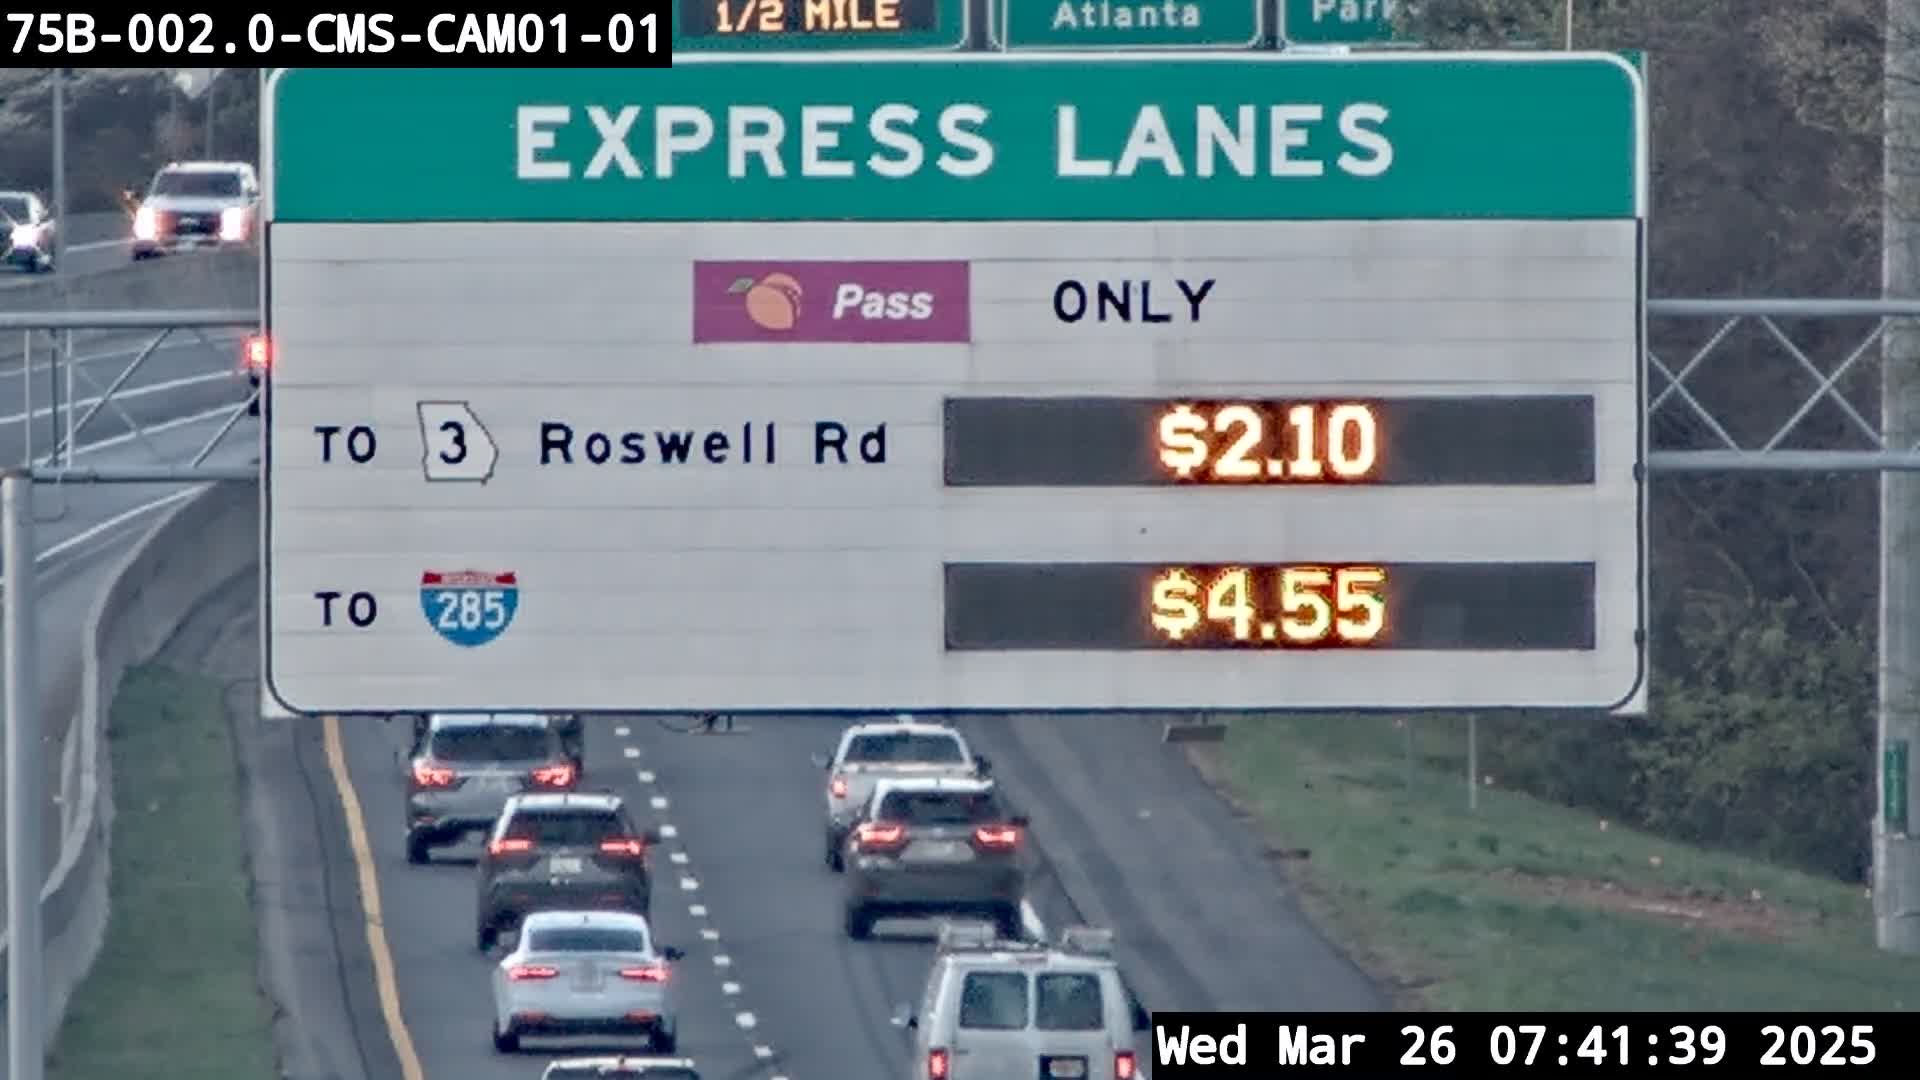 75B-002.0-CMS-CAM01-01
1/2 MILE
Atlanta
EXPRESS LANES
Pass ONLY
TO 3 Roswell Rd $2.10
TO 285 $4.55
Wed Mar 26 07:41:39 2025